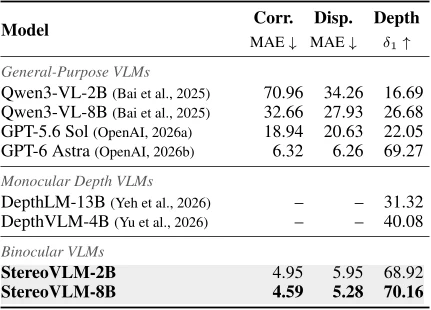 Model Corr. Disp. Depth
MAE ↓ MAE ↓ δ1 ↑
General-Purpose VLMs
Qwen3-VL-2B (Bai et al., 2025) 70.96 34.26 16.69
Qwen3-VL-8B (Bai et al., 2025) 32.66 27.93 26.68
GPT-5.6 Sol (OpenAI, 2026a) 18.94 20.63 22.05
GPT-6 Astra (OpenAI, 2026b) 6.32 6.26 69.27
Monocular Depth VLMs
DepthLM-13B (Yeh et al., 2026) – – 31.32
DepthVLM-4B (Yu et al., 2026) – – 40.08
Binocular VLMs
StereoVLM-2B 4.95 5.95 68.92
StereoVLM-8B 4.59 5.28 70.16